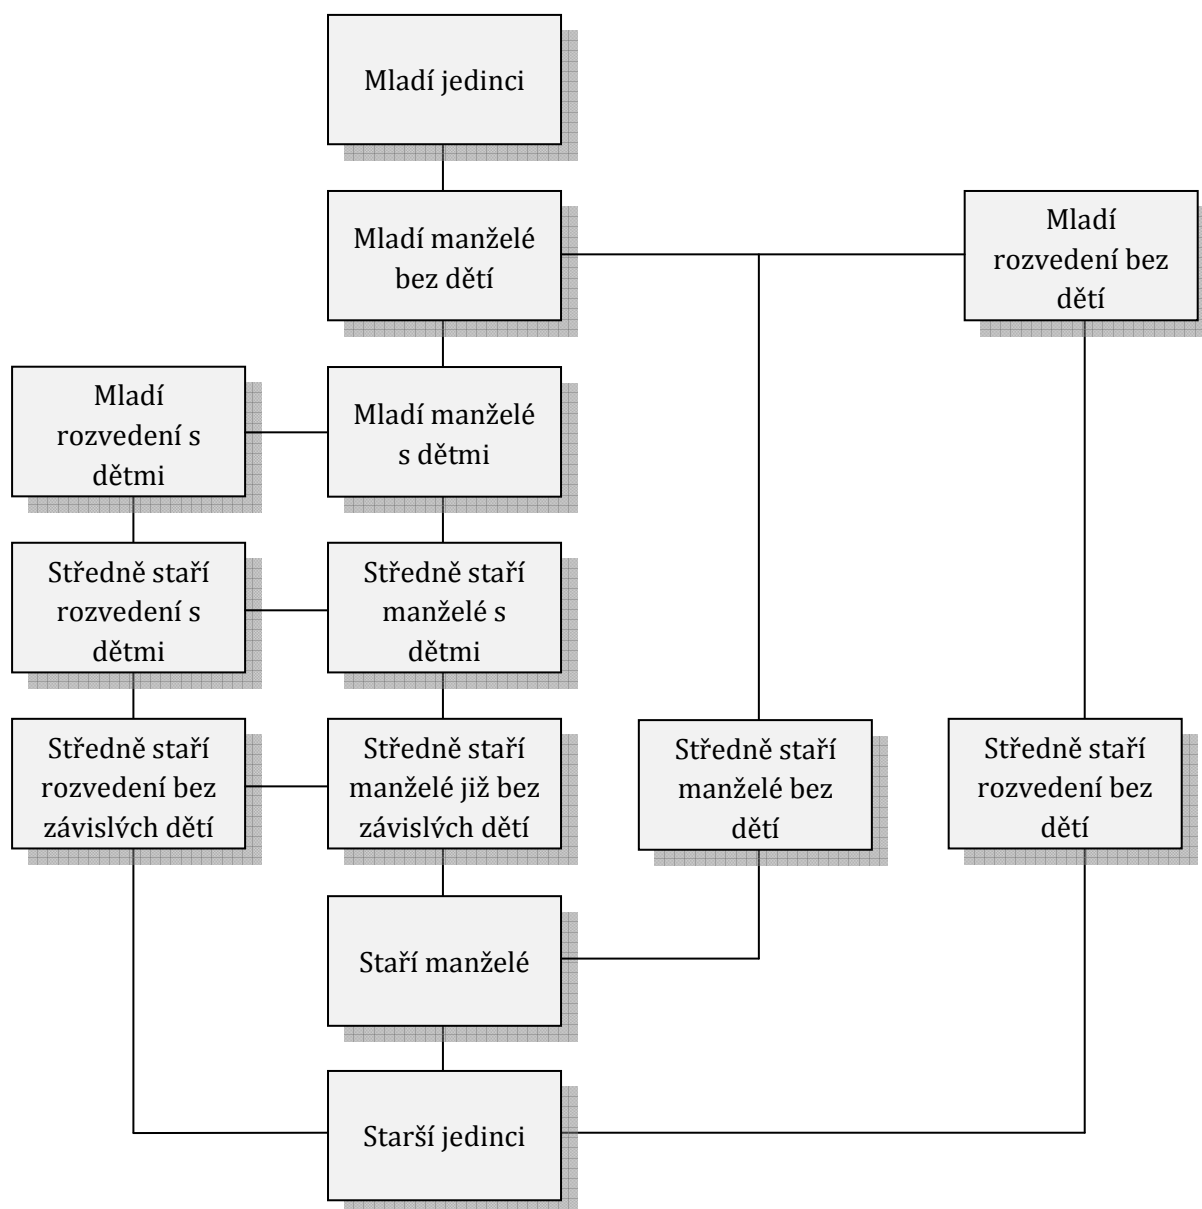 Mladí jedinci
Mladí manželé
bez dětí
Mladí
rozvedení bez
dětí
Mladí
rozvedení s
dětmi
Mladí manželé
s dětmi
Středně staří
rozvedení s
dětmi
Středně staří
manželé s
dětmi
Středně staří
rozvedení bez
závislých dětí
Středně staří
manželé již bez
závislých dětí
Středně staří
manželé bez
dětí
Středně staří
rozvedení bez
dětí
Staří manželé
Starší jedinci